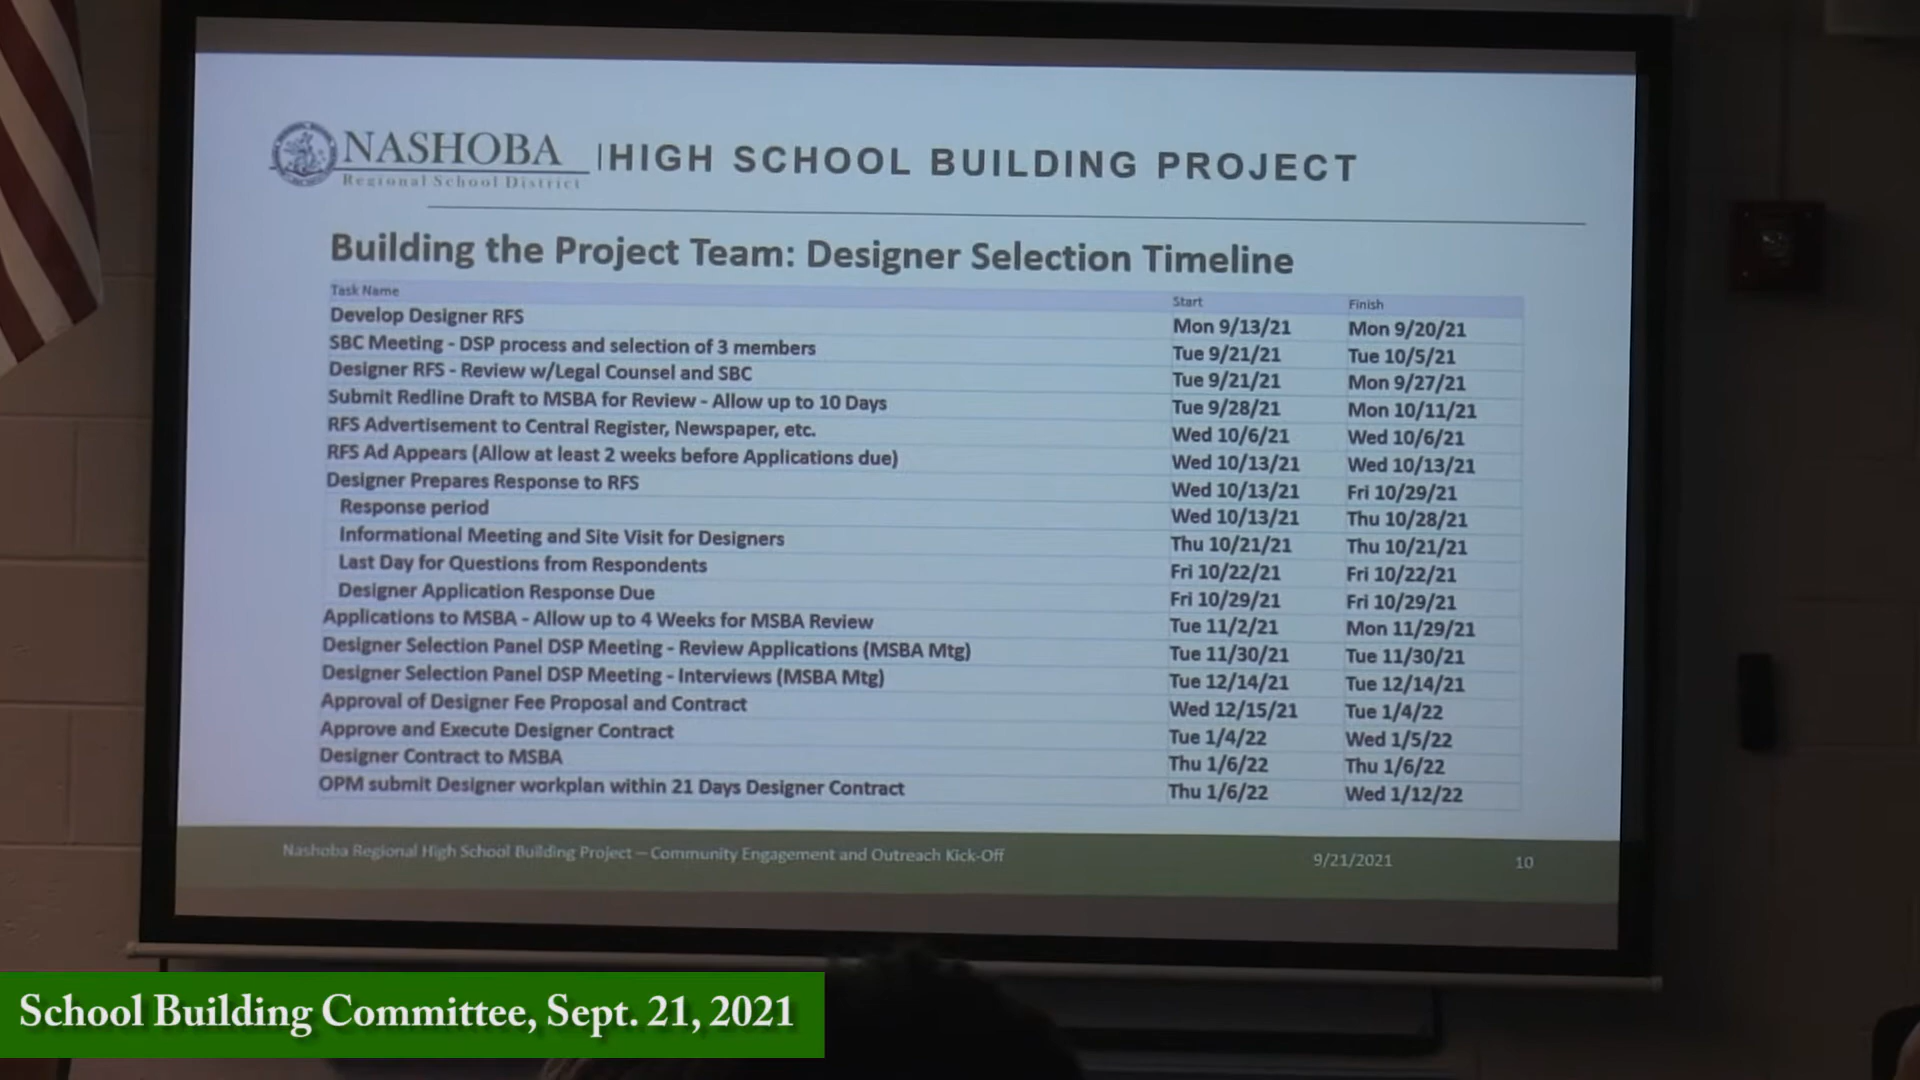 NASHOBA
Regional School District
HIGH SCHOOL BUILDING PROJECT
Building the Project Team: Designer Selection Timeline
Task Name Start Finish
Develop Designer RFS Mon 9/13/21 Mon 9/20/21
SBC Meeting - DSP process and selection of 3 members Tue 9/21/21 Tue 10/5/21
Designer RFS - Review w/Legal Counsel and SBC Tue 9/21/21 Mon 9/27/21
Submit Redline Draft to MSBA for Review - Allow up to 10 Days Tue 9/28/21 Mon 10/11/21
RFS Advertisement to Central Register, Newspaper, etc. Wed 10/6/21 Wed 10/6/21
RFS Ad Appears (Allow at least 2 weeks before Applications due) Wed 10/13/21 Wed 10/13/21
Designer Prepares Response to RFS Wed 10/13/21 Fri 10/29/21
Response period Wed 10/13/21 Thu 10/28/21
Informational Meeting and Site Visit for Designers Thu 10/21/21 Thu 10/21/21
Last Day for Questions from Respondents Fri 10/22/21 Fri 10/22/21
Designer Application Response Due Fri 10/29/21 Fri 10/29/21
Applications to MSBA - Allow up to 4 Weeks for MSBA Review Tue 11/2/21 Mon 11/29/21
Designer Selection Panel DSP Meeting - Review Applications (MSBA Mtg) Tue 11/30/21 Tue 11/30/21
Designer Selection Panel DSP Meeting - Interviews (MSBA Mtg) Tue 12/14/21 Tue 12/14/21
Approval of Designer Fee Proposal and Contract Wed 12/15/21 Tue 1/4/22
Approve and Execute Designer Contract Tue 1/4/22 Wed 1/5/22
Designer Contract to MSBA Thu 1/6/22 Thu 1/6/22
OPM submit Designer workplan within 21 Days Designer Contract Thu 1/6/22 Wed 1/12/22
Nashoba Regional High School Building Project – Community Engagement and Outreach Kick-Off 9/21/2021 10
School Building Committee, Sept. 21, 2021